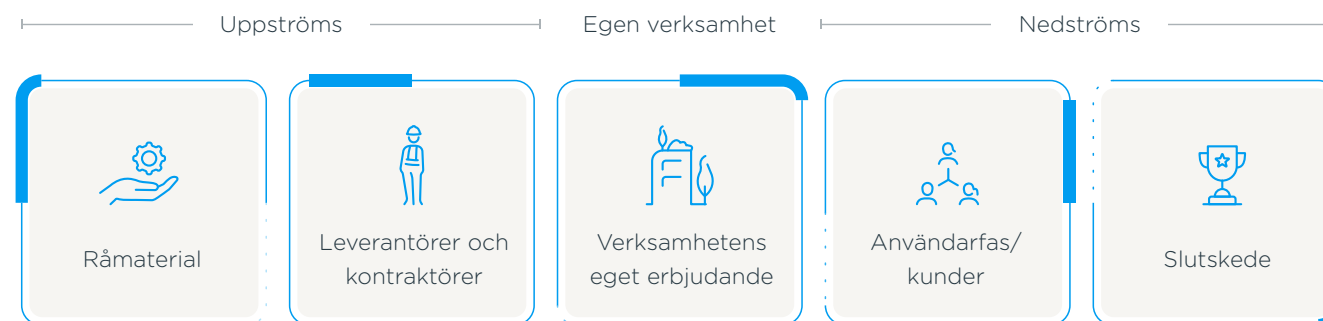 Uppströms
Egen verksamhet
Nedströms
Råmaterial
Leverantörer och
kontraktörer
Verksamhetens
eget erbjudande
Användarfas/
kunder
Slutskede